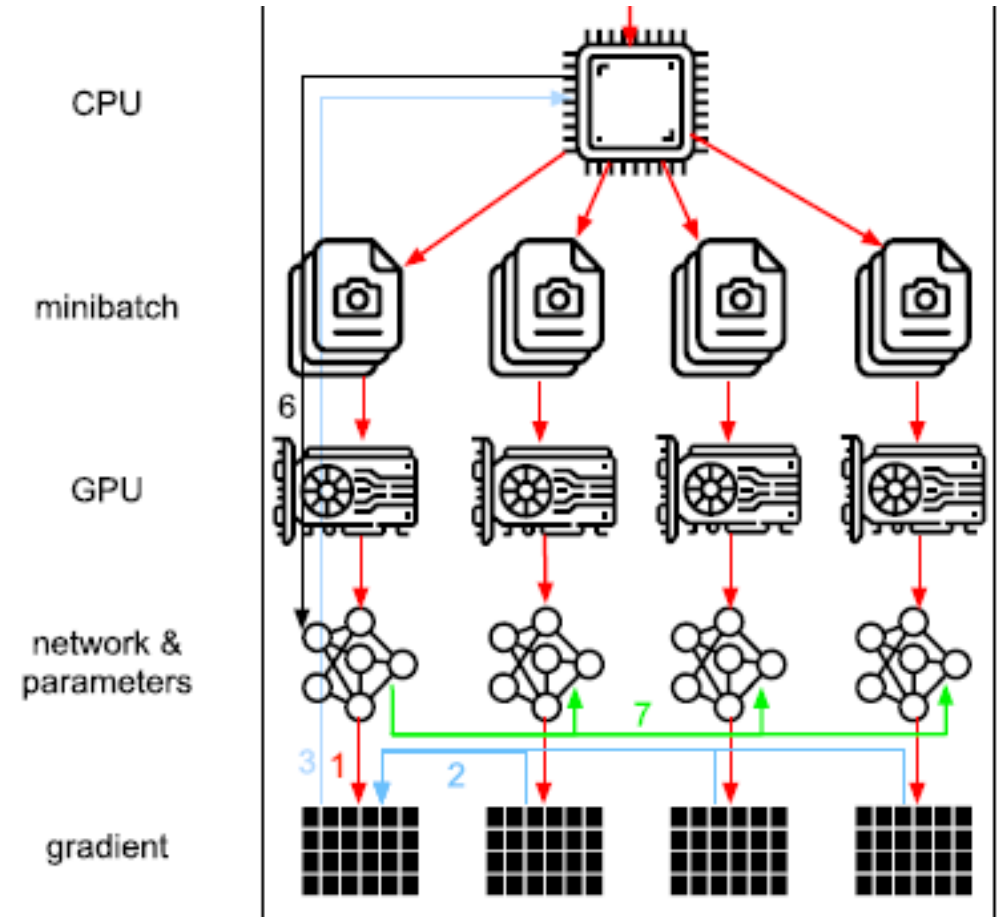 CPU
minibatch
6
GPU
network &
parameters
7
3
1
2
gradient